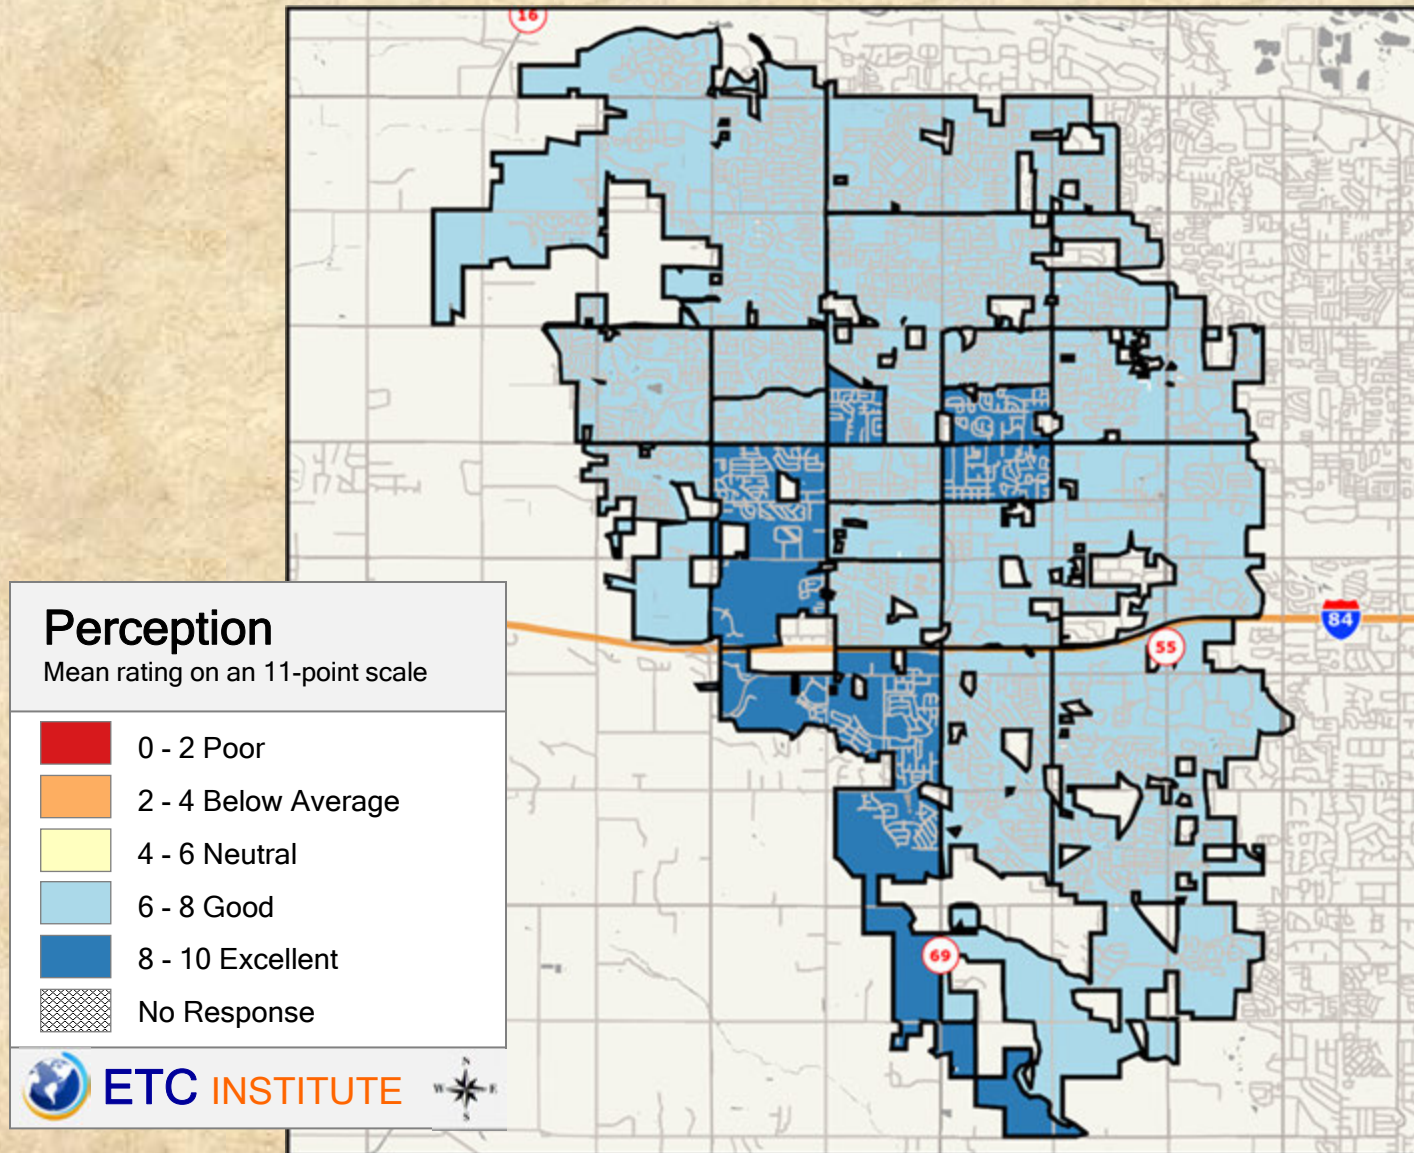 16
84
55
69
Perception
Mean rating on an 11-point scale
0 - 2 Poor
2 - 4 Below Average
4 - 6 Neutral
6 - 8 Good
8 - 10 Excellent
No Response
ETC INSTITUTE
N
W E
S